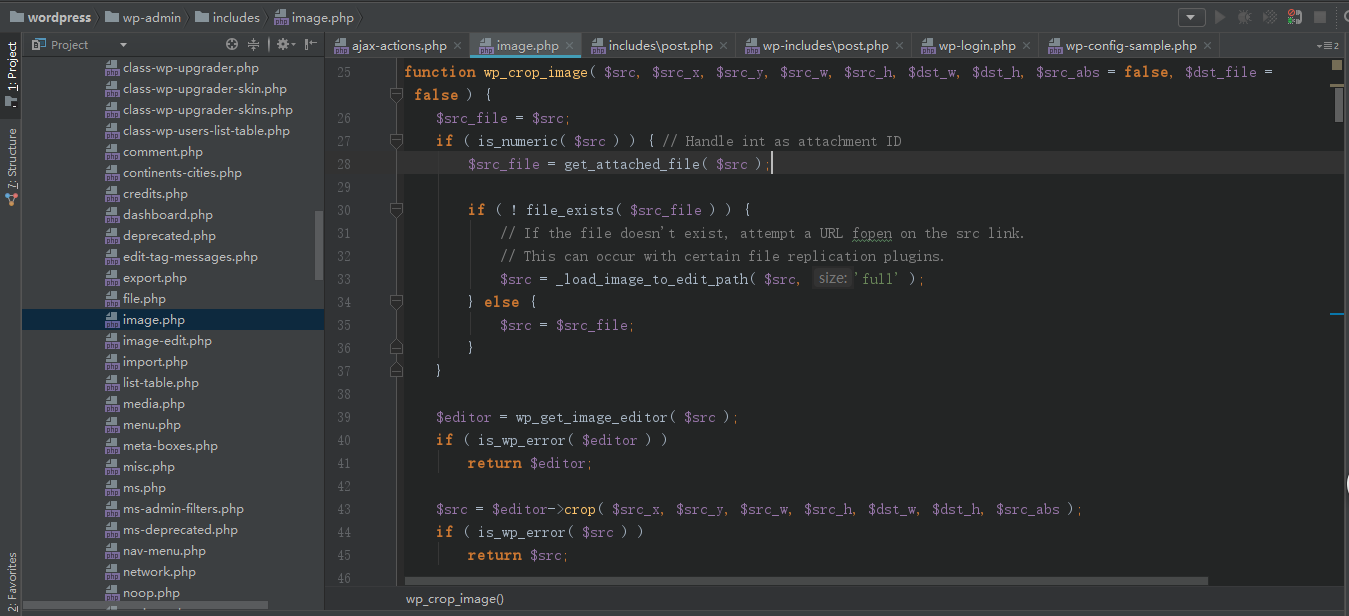 wordpress wp-admin includes image.php
1: Project
7: Structure
2: Favorites
Project
class-wp-upgrader.php
class-wp-upgrader-skin.php
class-wp-upgrader-skins.php
class-wp-users-list-table.php
comment.php
continents-cities.php
credits.php
dashboard.php
deprecated.php
edit-tag-messages.php
export.php
file.php
image.php
image-edit.php
import.php
list-table.php
media.php
menu.php
meta-boxes.php
misc.php
ms.php
ms-admin-filters.php
ms-deprecated.php
nav-menu.php
network.php
noop.php
ajax-actions.php image.php includes\post.php wp-includes\post.php wp-login.php wp-config-sample.php
25 function wp_crop_image( $src, $src_x, $src_y, $src_w, $src_h, $dst_w, $dst_h, $src_abs = false, $dst_file =
false ) {
26 $src_file = $src;
27 if ( is_numeric( $src ) ) { // Handle int as attachment ID
28 $src_file = get_attached_file( $src );
29
30 if ( ! file_exists( $src_file ) ) {
31 // If the file doesn't exist, attempt a URL fopen on the src link.
32 // This can occur with certain file replication plugins.
33 $src = _load_image_to_edit_path( $src, size: 'full' );
34 } else {
35 $src = $src_file;
36 }
37 }
38
39 $editor = wp_get_image_editor( $src );
40 if ( is_wp_error( $editor ) )
41 return $editor;
42
43 $src = $editor->crop( $src_x, $src_y, $src_w, $src_h, $dst_w, $dst_h, $src_abs );
44 if ( is_wp_error( $src ) )
45 return $src;
46
wp_crop_image()